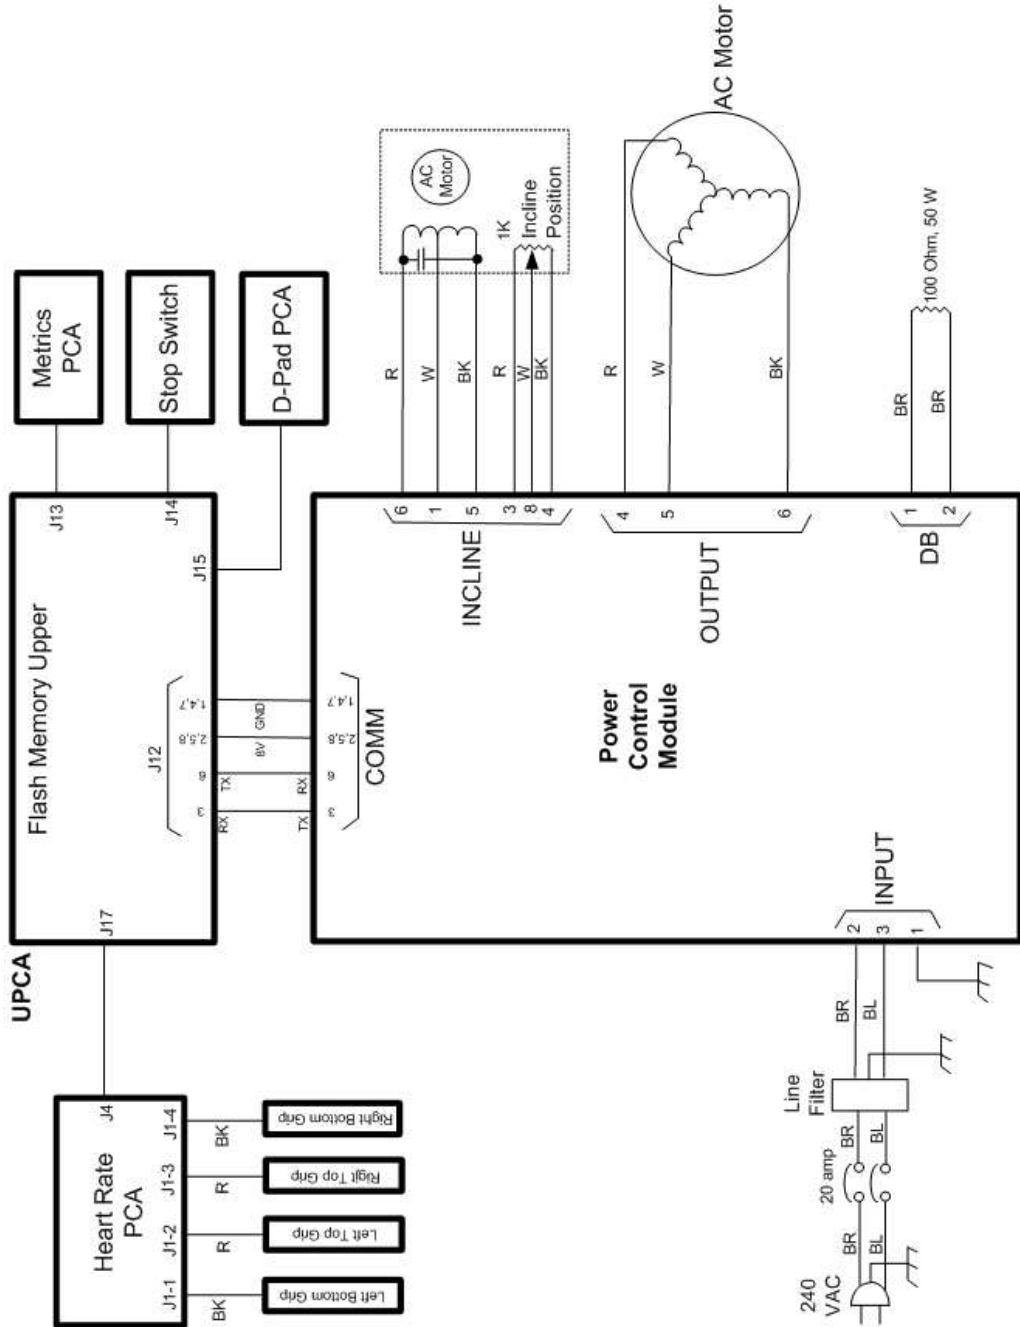 UPCA
Flash Memory Upper
J17
J13
J14
J15
J12
3
6
2,5,8
1,4,7
RX
TX
8V
GND
TX
RX
3
6
2,5,8
1,4,7
COMM
Metrics
PCA
Stop Switch
D-Pad PCA
Heart Rate
PCA
J4
J1-1
J1-2
J1-3
J1-4
BK
R
R
BK
Left Bottom Grip
Left Top Grip
Rigjt Top Grip
Right Bottom Grip
Power
Control
Module
INCLINE
6
1
5
3
8
4
R
W
BK
R
W
BK
AC
Motor
1K
Incline
Position
OUTPUT
4
5
6
R
W
BK
AC Motor
DB
1
2
BR
BR
100 Ohm, 50 W
INPUT
2
3
1
BR
BL
Line
Filter
BR
BL
20 amp
BR
BL
240
VAC